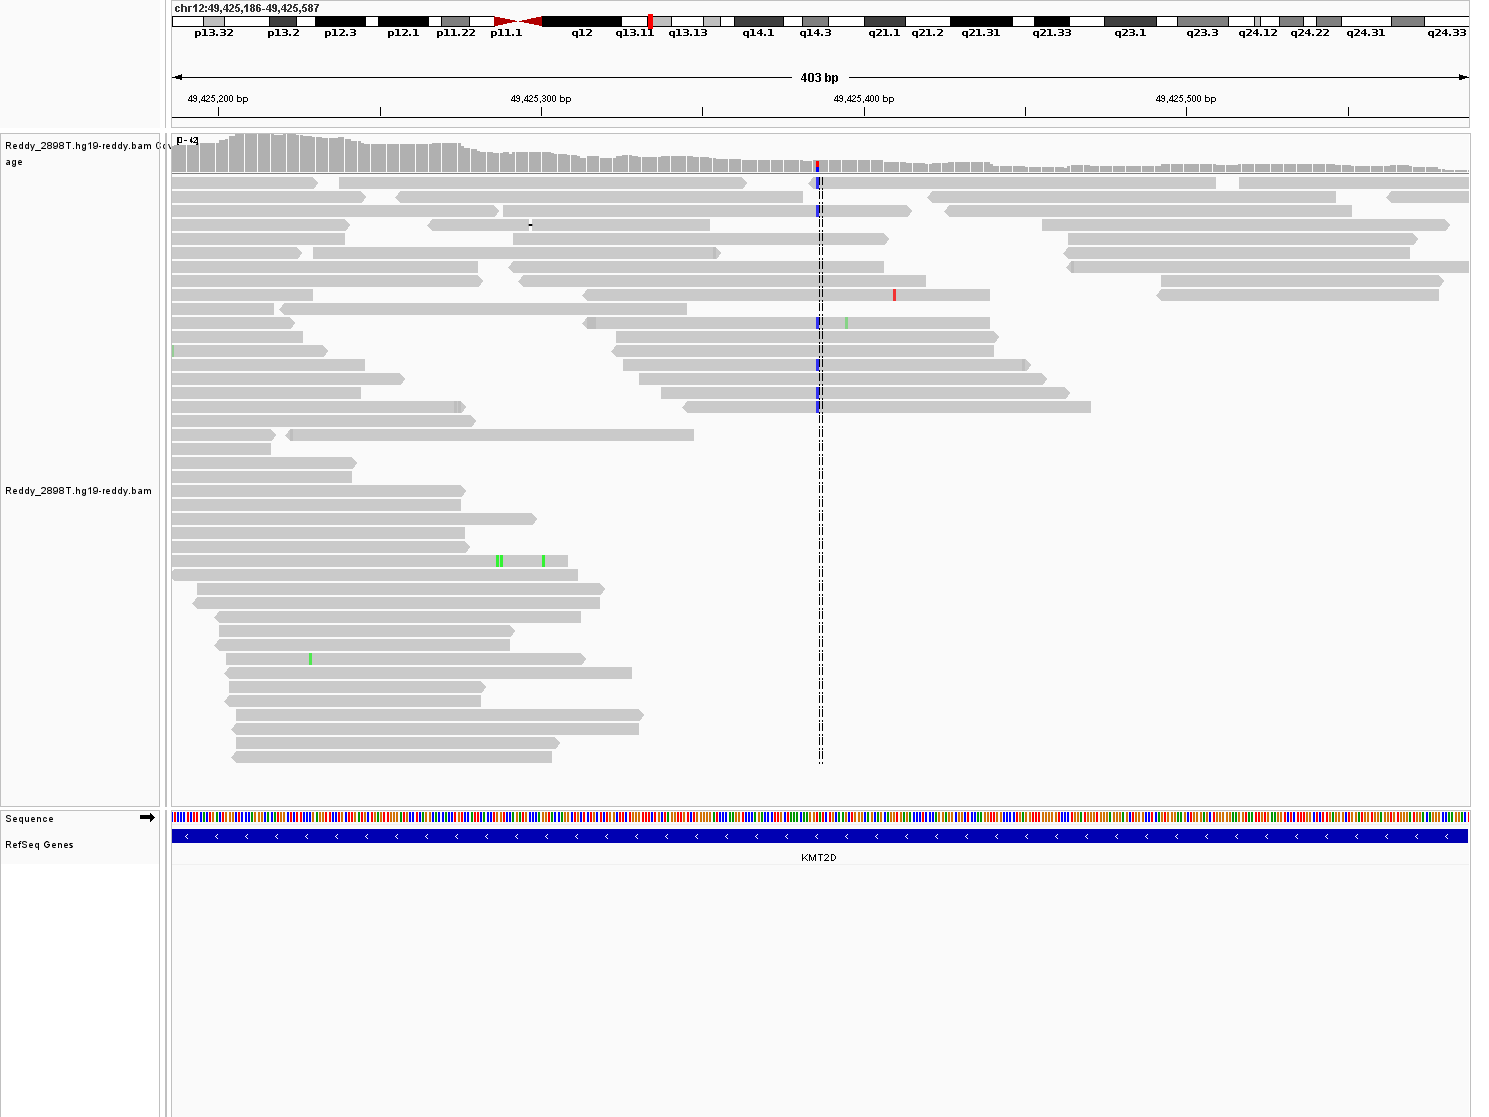 chr12:49,425,186-49,425,587
p13.32 p13.2 p12.3 p12.1 p11.22 p11.1 q12 q13.11 q13.13 q14.1 q14.3 q21.1 q21.2 q21.31 q21.33 q23.1 q23.3 q24.12 q24.22 q24.31 q24.33
403 bp
49,425,200 bp 49,425,300 bp 49,425,400 bp 49,425,500 bp
[0 - 42]
Reddy_2898T.hg19-reddy.bam Cov
age
Reddy_2898T.hg19-reddy.bam
Sequence
RefSeq Genes
KMT2D